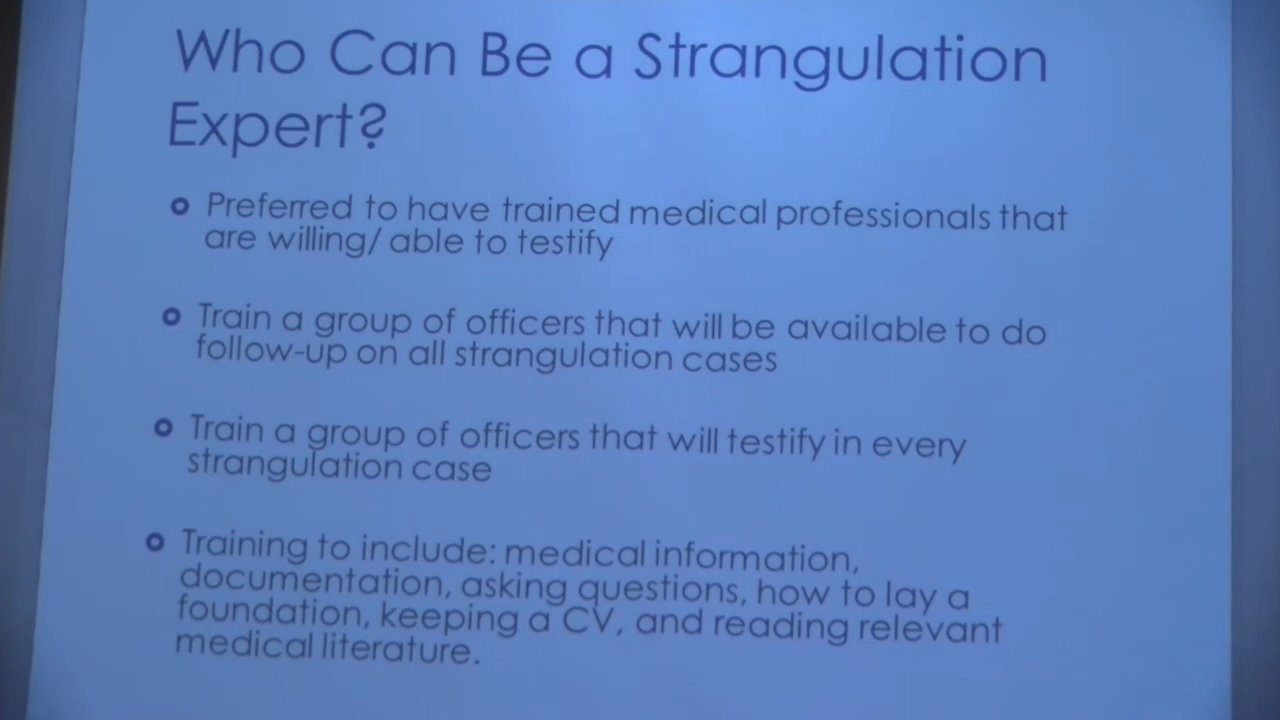 Who Can Be a Strangulation
Expert?
Preferred to have trained medical professionals that
are willing/ able to testify
Train a group of officers that will be available to do
follow-up on all strangulation cases
Train a group of officers that will testify in every
strangulation case
Training to include: medical information,
documentation, asking questions, how to lay a
foundation, keeping a CV, and reading relevant
medical literature.